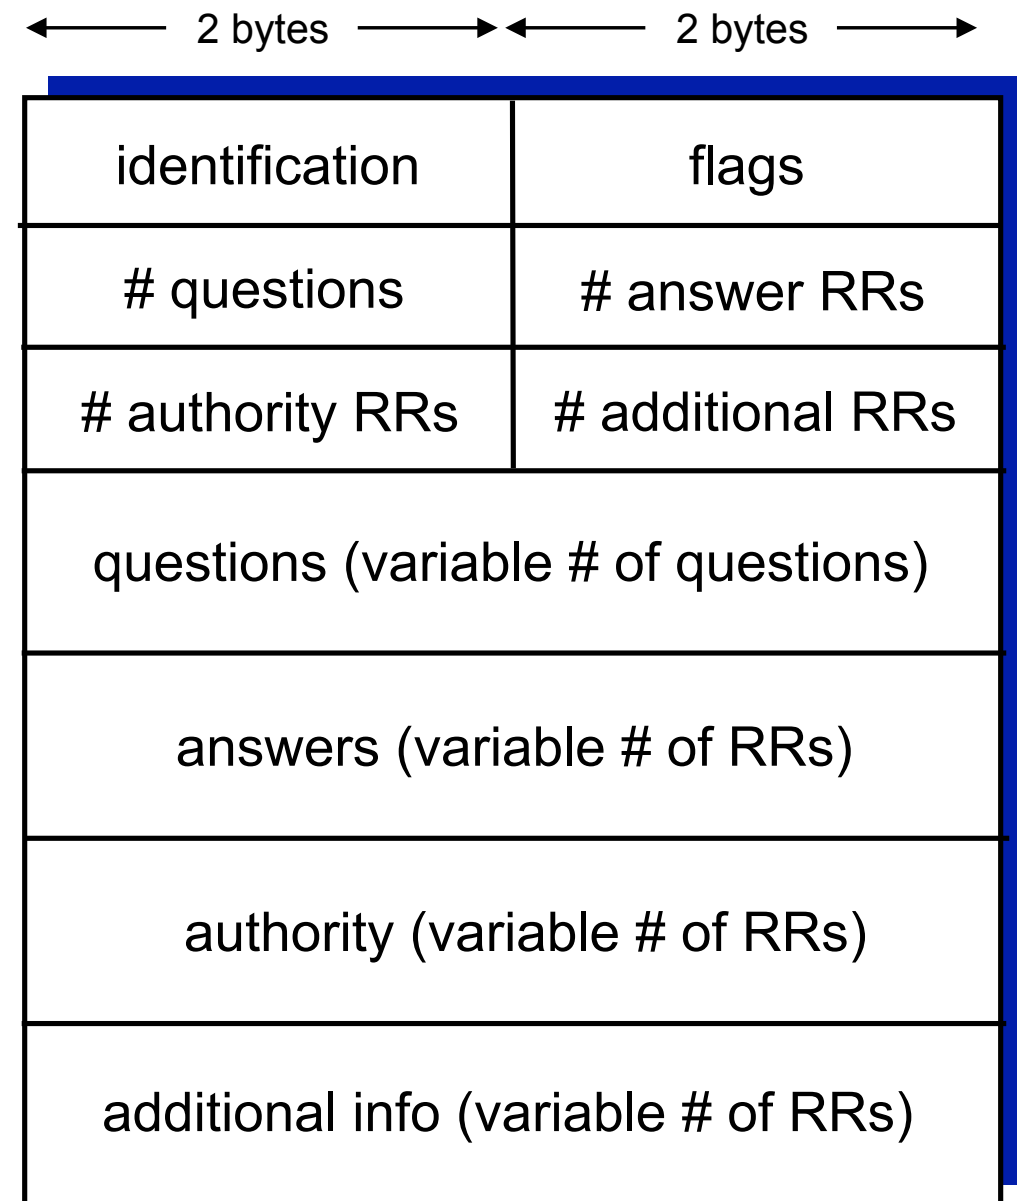 2 bytes 2 bytes
identification flags
# questions # answer RRs
# authority RRs # additional RRs
questions (variable # of questions)
answers (variable # of RRs)
authority (variable # of RRs)
additional info (variable # of RRs)